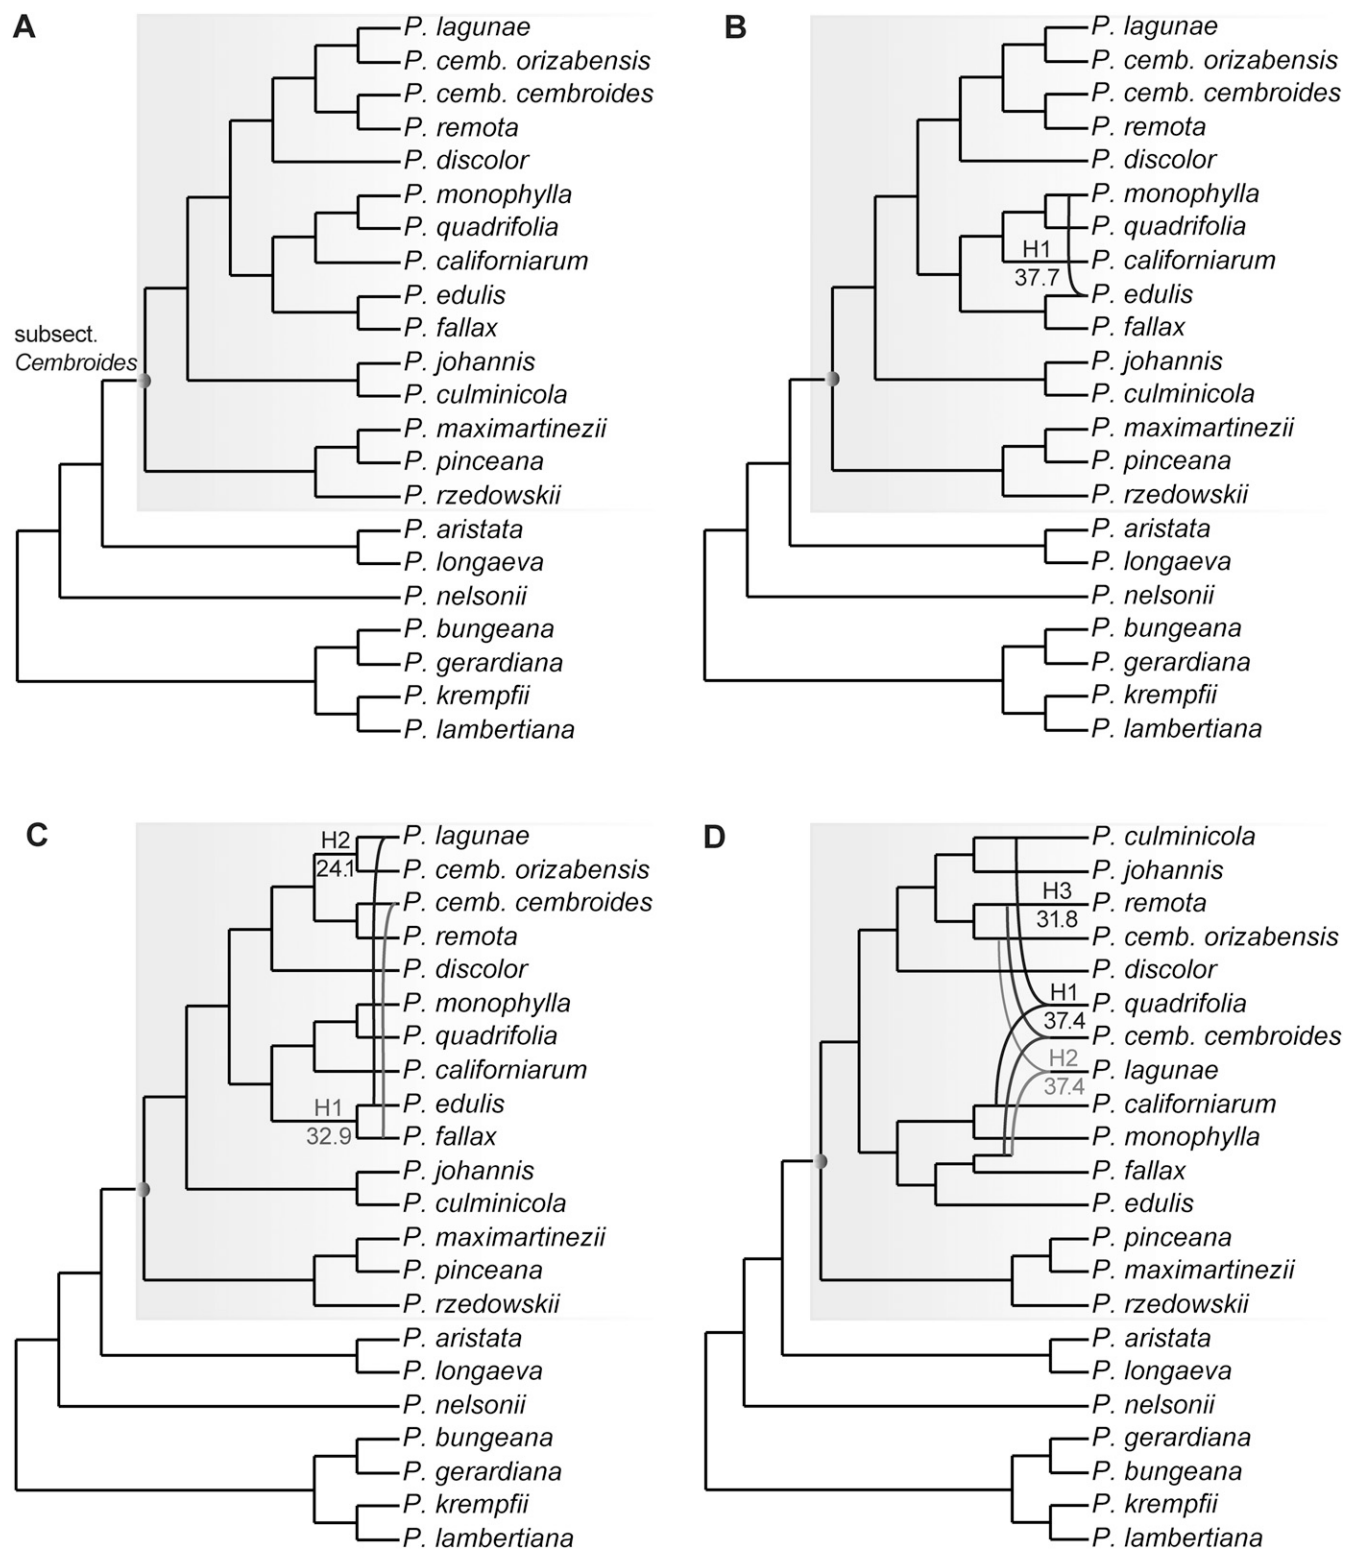 A
P. lagunae
P. cemb. orizabensis
P. cemb. cembroides
P. remota
P. discolor
P. monophylla
P. quadrifolia
P. californiarum
P. edulis
P. fallax
subsect.
Cembroides
P. johannis
P. culminicola
P. maximartinezii
P. pinceana
P. rzedowskii
P. aristata
P. longaeva
P. nelsonii
P. bungeana
P. gerardiana
P. krempfii
P. lambertiana
B
P. lagunae
P. cemb. orizabensis
P. cemb. cembroides
P. remota
P. discolor
P. monophylla
P. quadrifolia
H1
P. californiarum
37.7
P. edulis
P. fallax
P. johannis
P. culminicola
P. maximartinezii
P. pinceana
P. rzedowskii
P. aristata
P. longaeva
P. nelsonii
P. bungeana
P. gerardiana
P. krempfii
P. lambertiana
C
P. lagunae
H2
24.1
P. cemb. orizabensis
P. cemb. cembroides
P. remota
P. discolor
P. monophylla
P. quadrifolia
P. californiarum
P. edulis
H1
32.9
P. fallax
P. johannis
P. culminicola
P. maximartinezii
P. pinceana
P. rzedowskii
P. aristata
P. longaeva
P. nelsonii
P. bungeana
P. gerardiana
P. krempfii
P. lambertiana
D
P. culminicola
P. johannis
H3
P. remota
31.8
P. cemb. orizabensis
P. discolor
H1
P. quadrifolia
37.4
P. cemb. cembroides
H2
P. lagunae
37.4
P. californiarum
P. monophylla
P. fallax
P. edulis
P. pinceana
P. maximartinezii
P. rzedowskii
P. aristata
P. longaeva
P. nelsonii
P. gerardiana
P. bungeana
P. krempfii
P. lambertiana